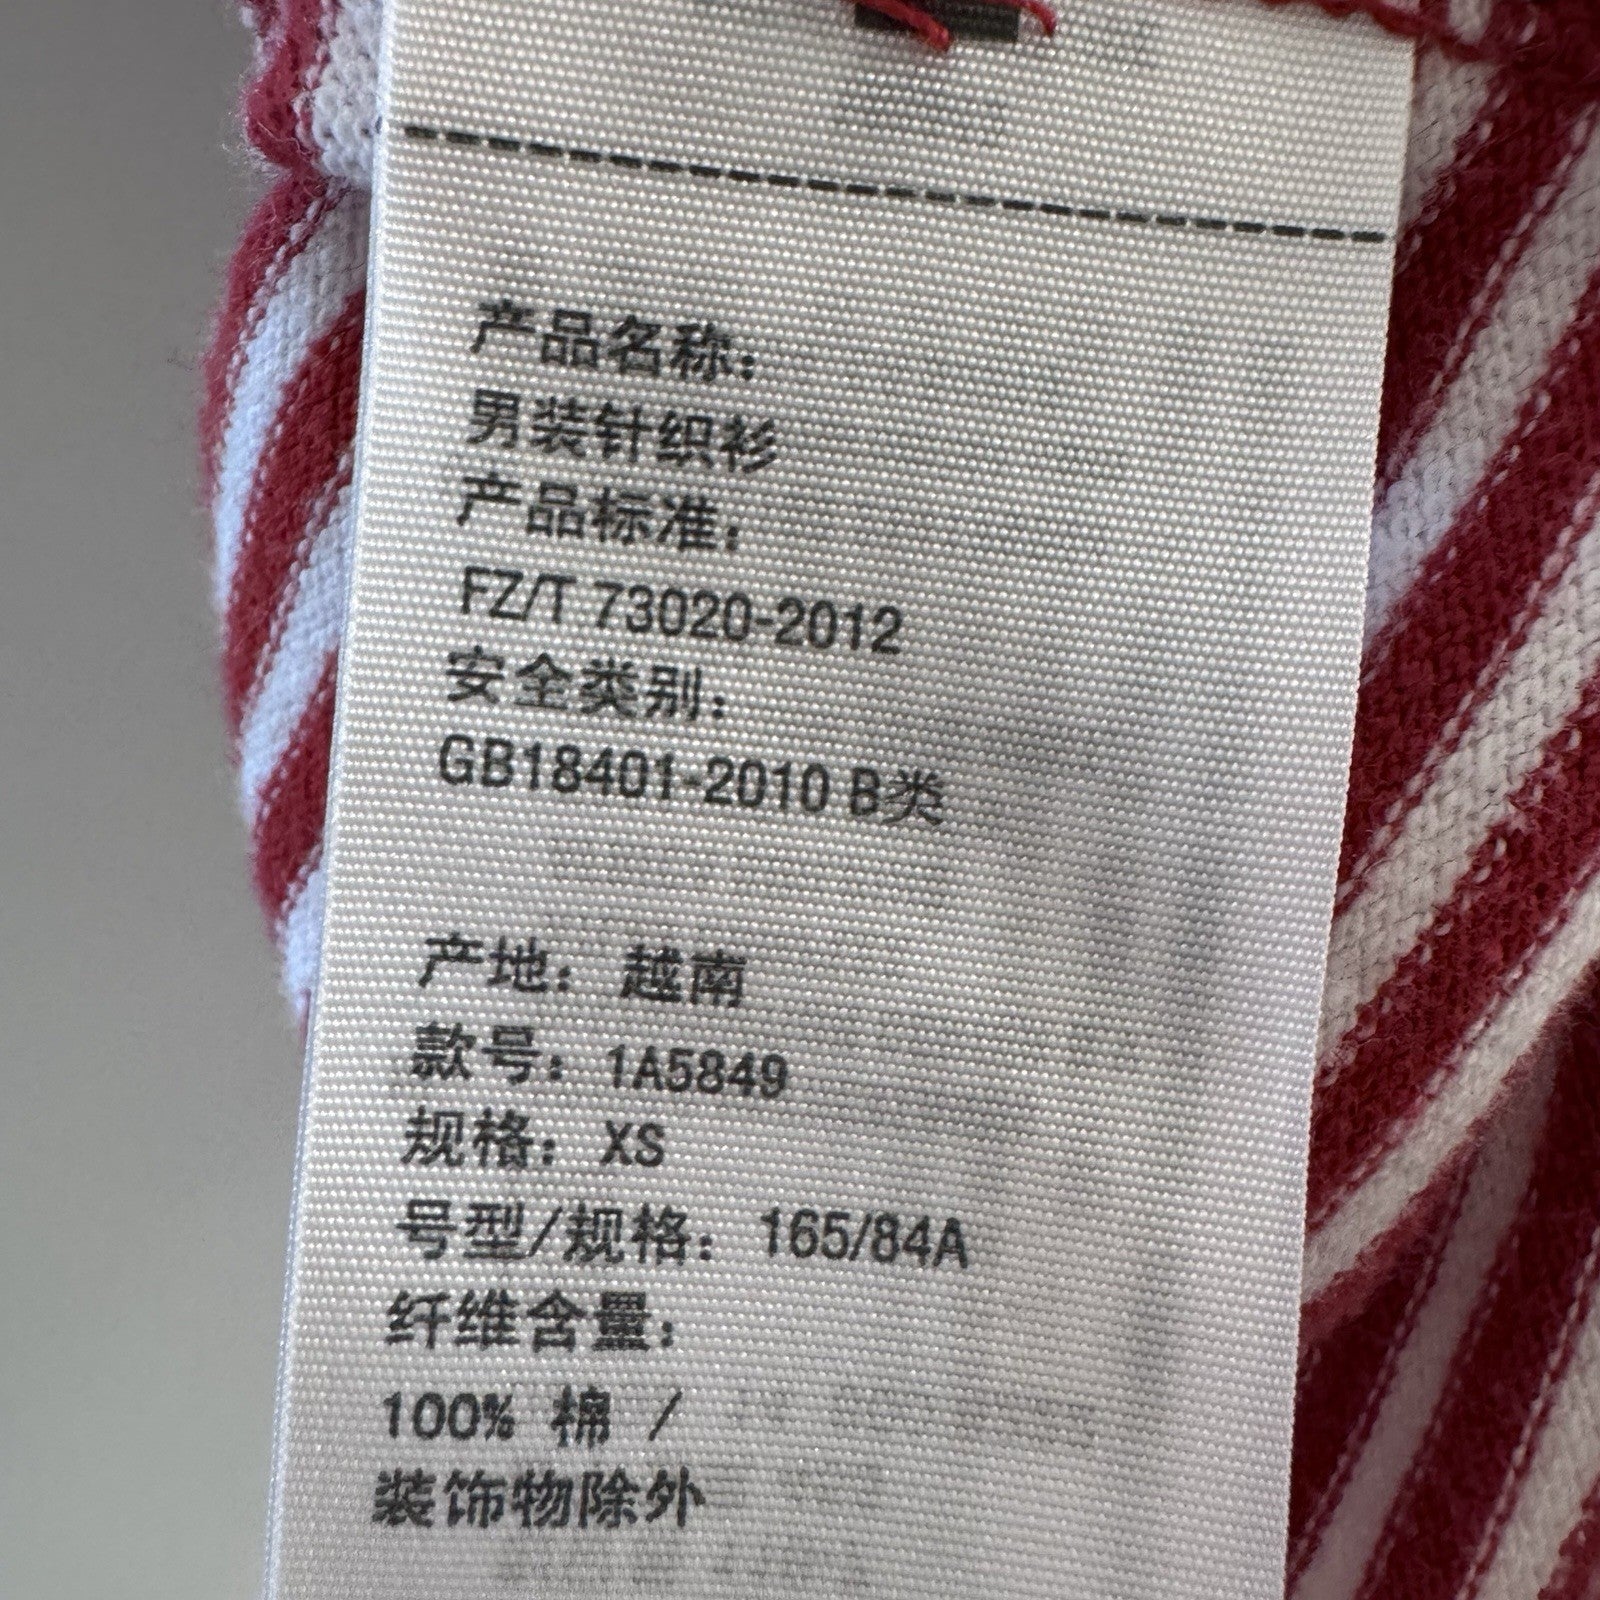 产品名称:
男装针织衫
产品标准:
FZ/T 73020-2012
安全类别:
GB18401-2010 B类
产地: 越南
款号: 1A5849
规格: XS
号型/规格: 165/84A
纤维含量:
100% 棉 /
装饰物除外